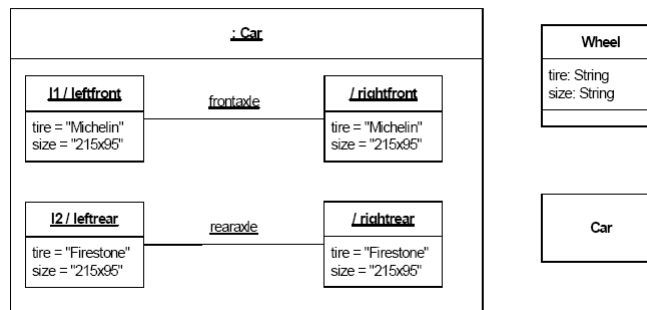 : Car
l1 / leftfront
tire = "Michelin"
size = "215x95"
frontaxle
/ rightfront
tire = "Michelin"
size = "215x95"
l2 / leftrear
tire = "Firestone"
size = "215x95"
rearaxle
/ rightrear
tire = "Firestone"
size = "215x95"
Wheel
tire: String
size: String
Car